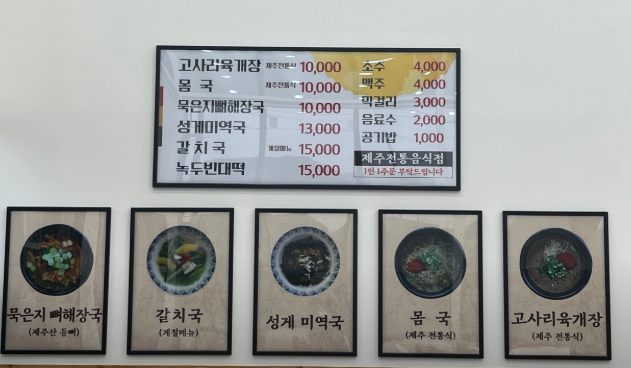 고사리육개장 제주전통식 10,000
몸 국 제주전통식 10,000
묵은지뼈해장국 10,000
성게미역국 13,000
갈치국 계절메뉴 15,000
녹두빈대떡 15,000
소주 4,000
맥주 4,000
막걸리 3,000
음료수 2,000
공기밥 1,000
제주전통음식점
1인 1주문 부탁드립니다
묵은지 뼈해장국
(제주산 등뼈)
갈치국
(계절메뉴)
성게 미역국
몸 국
(제주 전통식)
고사리육개장
(제주 전통식)